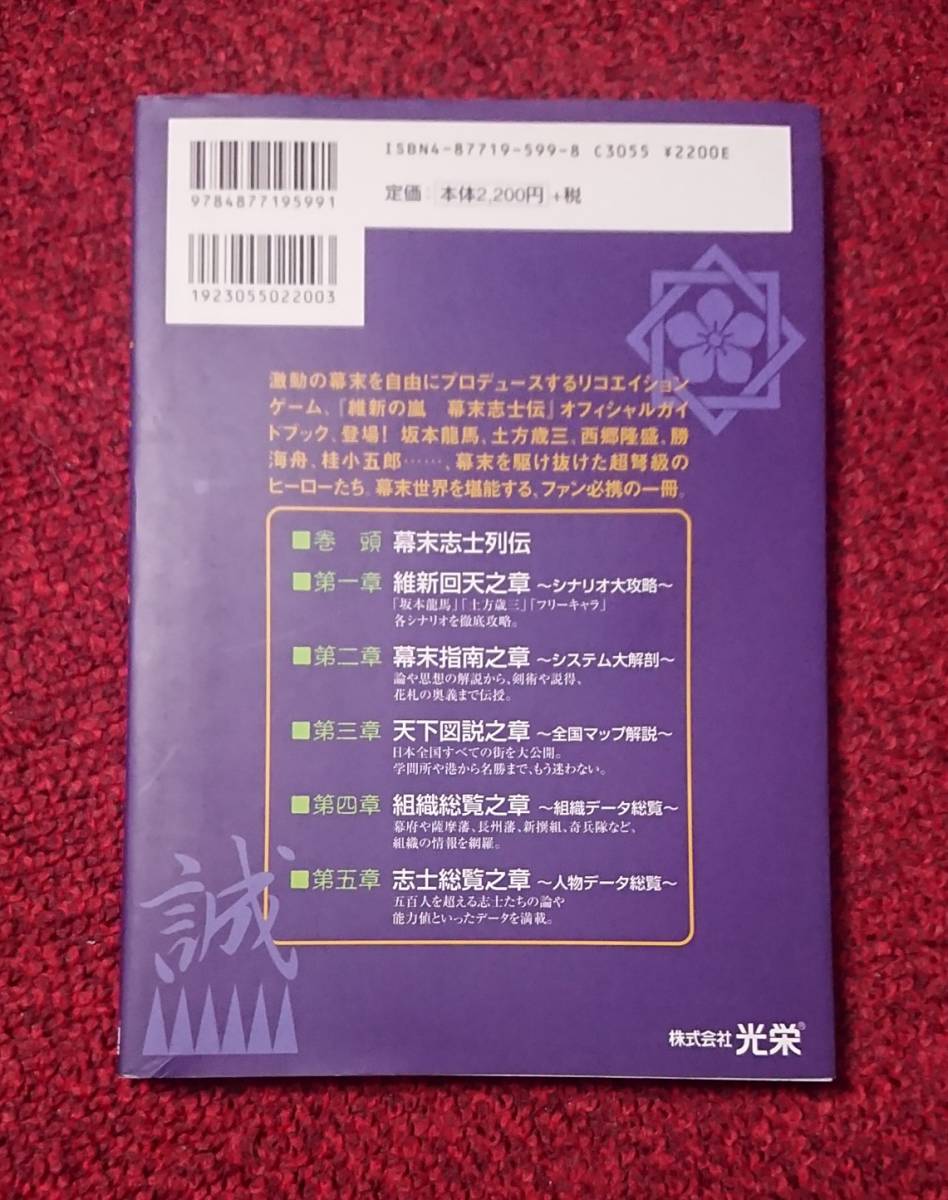 ISBN4-87719-599-8 C3055 ¥2200E
9784877195991
定価:本体2,200円+税
1923055022003
激動の幕末を自由にプロデュースするリコエイション
ゲーム、『維新の嵐 幕末志士伝』オフィシャルガイ
ドブック、登場! 坂本龍馬、土方歳三、西郷隆盛、勝
海舟、桂小五郎……、幕末を駆け抜けた超弩級の
ヒーローたち。幕末世界を堪能する、ファン必携の一冊。
■巻 頭 幕末志士列伝
■第一章 維新回天之章 〜シナリオ大攻略〜
「坂本龍馬」「土方歳三」「フリーキャラ」
各シナリオを徹底攻略。
■第二章 幕末指南之章 〜システム大解剖〜
論や思想の解説から、剣術や説得、
花札の奥義まで伝授。
■第三章 天下図説之章 〜全国マップ解説〜
日本全国すべての街を大公開。
学問所や港から名勝まで、もう迷わない。
■第四章 組織総覧之章 〜組織データ総覧〜
幕府や薩摩藩、長州藩、新撰組、奇兵隊など、
組織の情報を網羅。
■第五章 志士総覧之章 〜人物データ総覧〜
五百人を超える志士たちの論や
能力値といったデータを満載。
誠
株式会社 光栄®